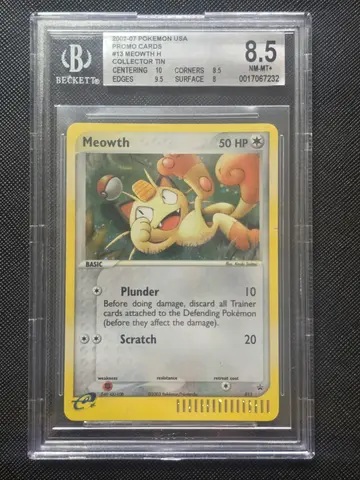 2003-07 POKEMON USA
PROMO CARDS
#13 MEOWTH H
COLLECTOR TIN
CENTERING 10 CORNERS 8.5
EDGES 9.5 SURFACE 8
BECKETT
8.5
NM-MT+
0017067232
Meowth 50 HP
BASIC
Plunder 10
Before doing damage, discard all Trainer
cards attached to the Defending Pokémon
(before they affect the damage).
Scratch 20
weakness resistance retreat cost